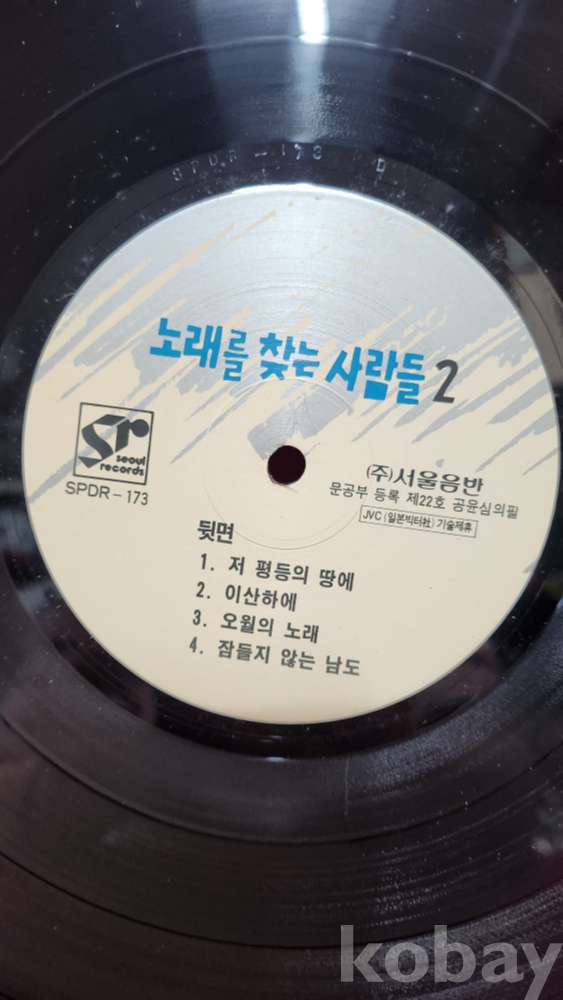 SPDR-173 D
노래를 찾는 사람들 2
sr
seoul
records
SPDR-173
(주)서울음반
문공부 등록 제22호 공윤심의필
JVC (일본빅터社) 기술제휴
뒷면
1. 저 평등의 땅에
2. 이산하에
3. 오월의 노래
4. 잠들지 않는 남도
kobay